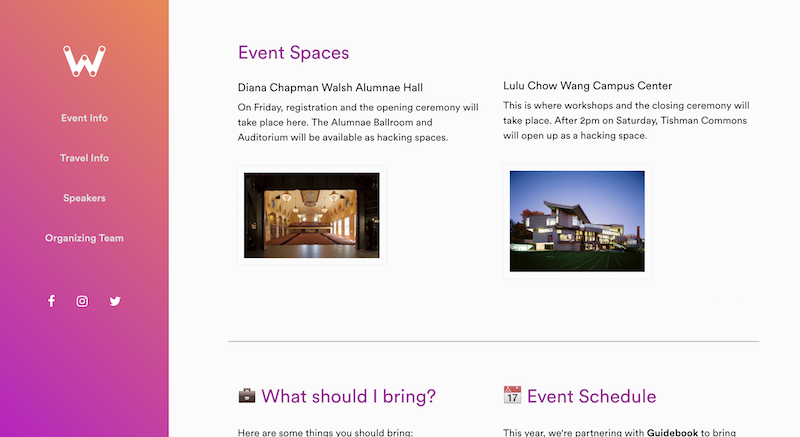 W
Event Info
Travel Info
Speakers
Organizing Team
Event Spaces
Diana Chapman Walsh Alumnae Hall
On Friday, registration and the opening ceremony will
take place here. The Alumnae Ballroom and
Auditorium will be available as hacking spaces.
Lulu Chow Wang Campus Center
This is where workshops and the closing ceremony will
take place. After 2pm on Saturday, Tishman Commons
will open up as a hacking space.
What should I bring?
Here are some things you should bring:
17 Event Schedule
This year, we're partnering with Guidebook to bring